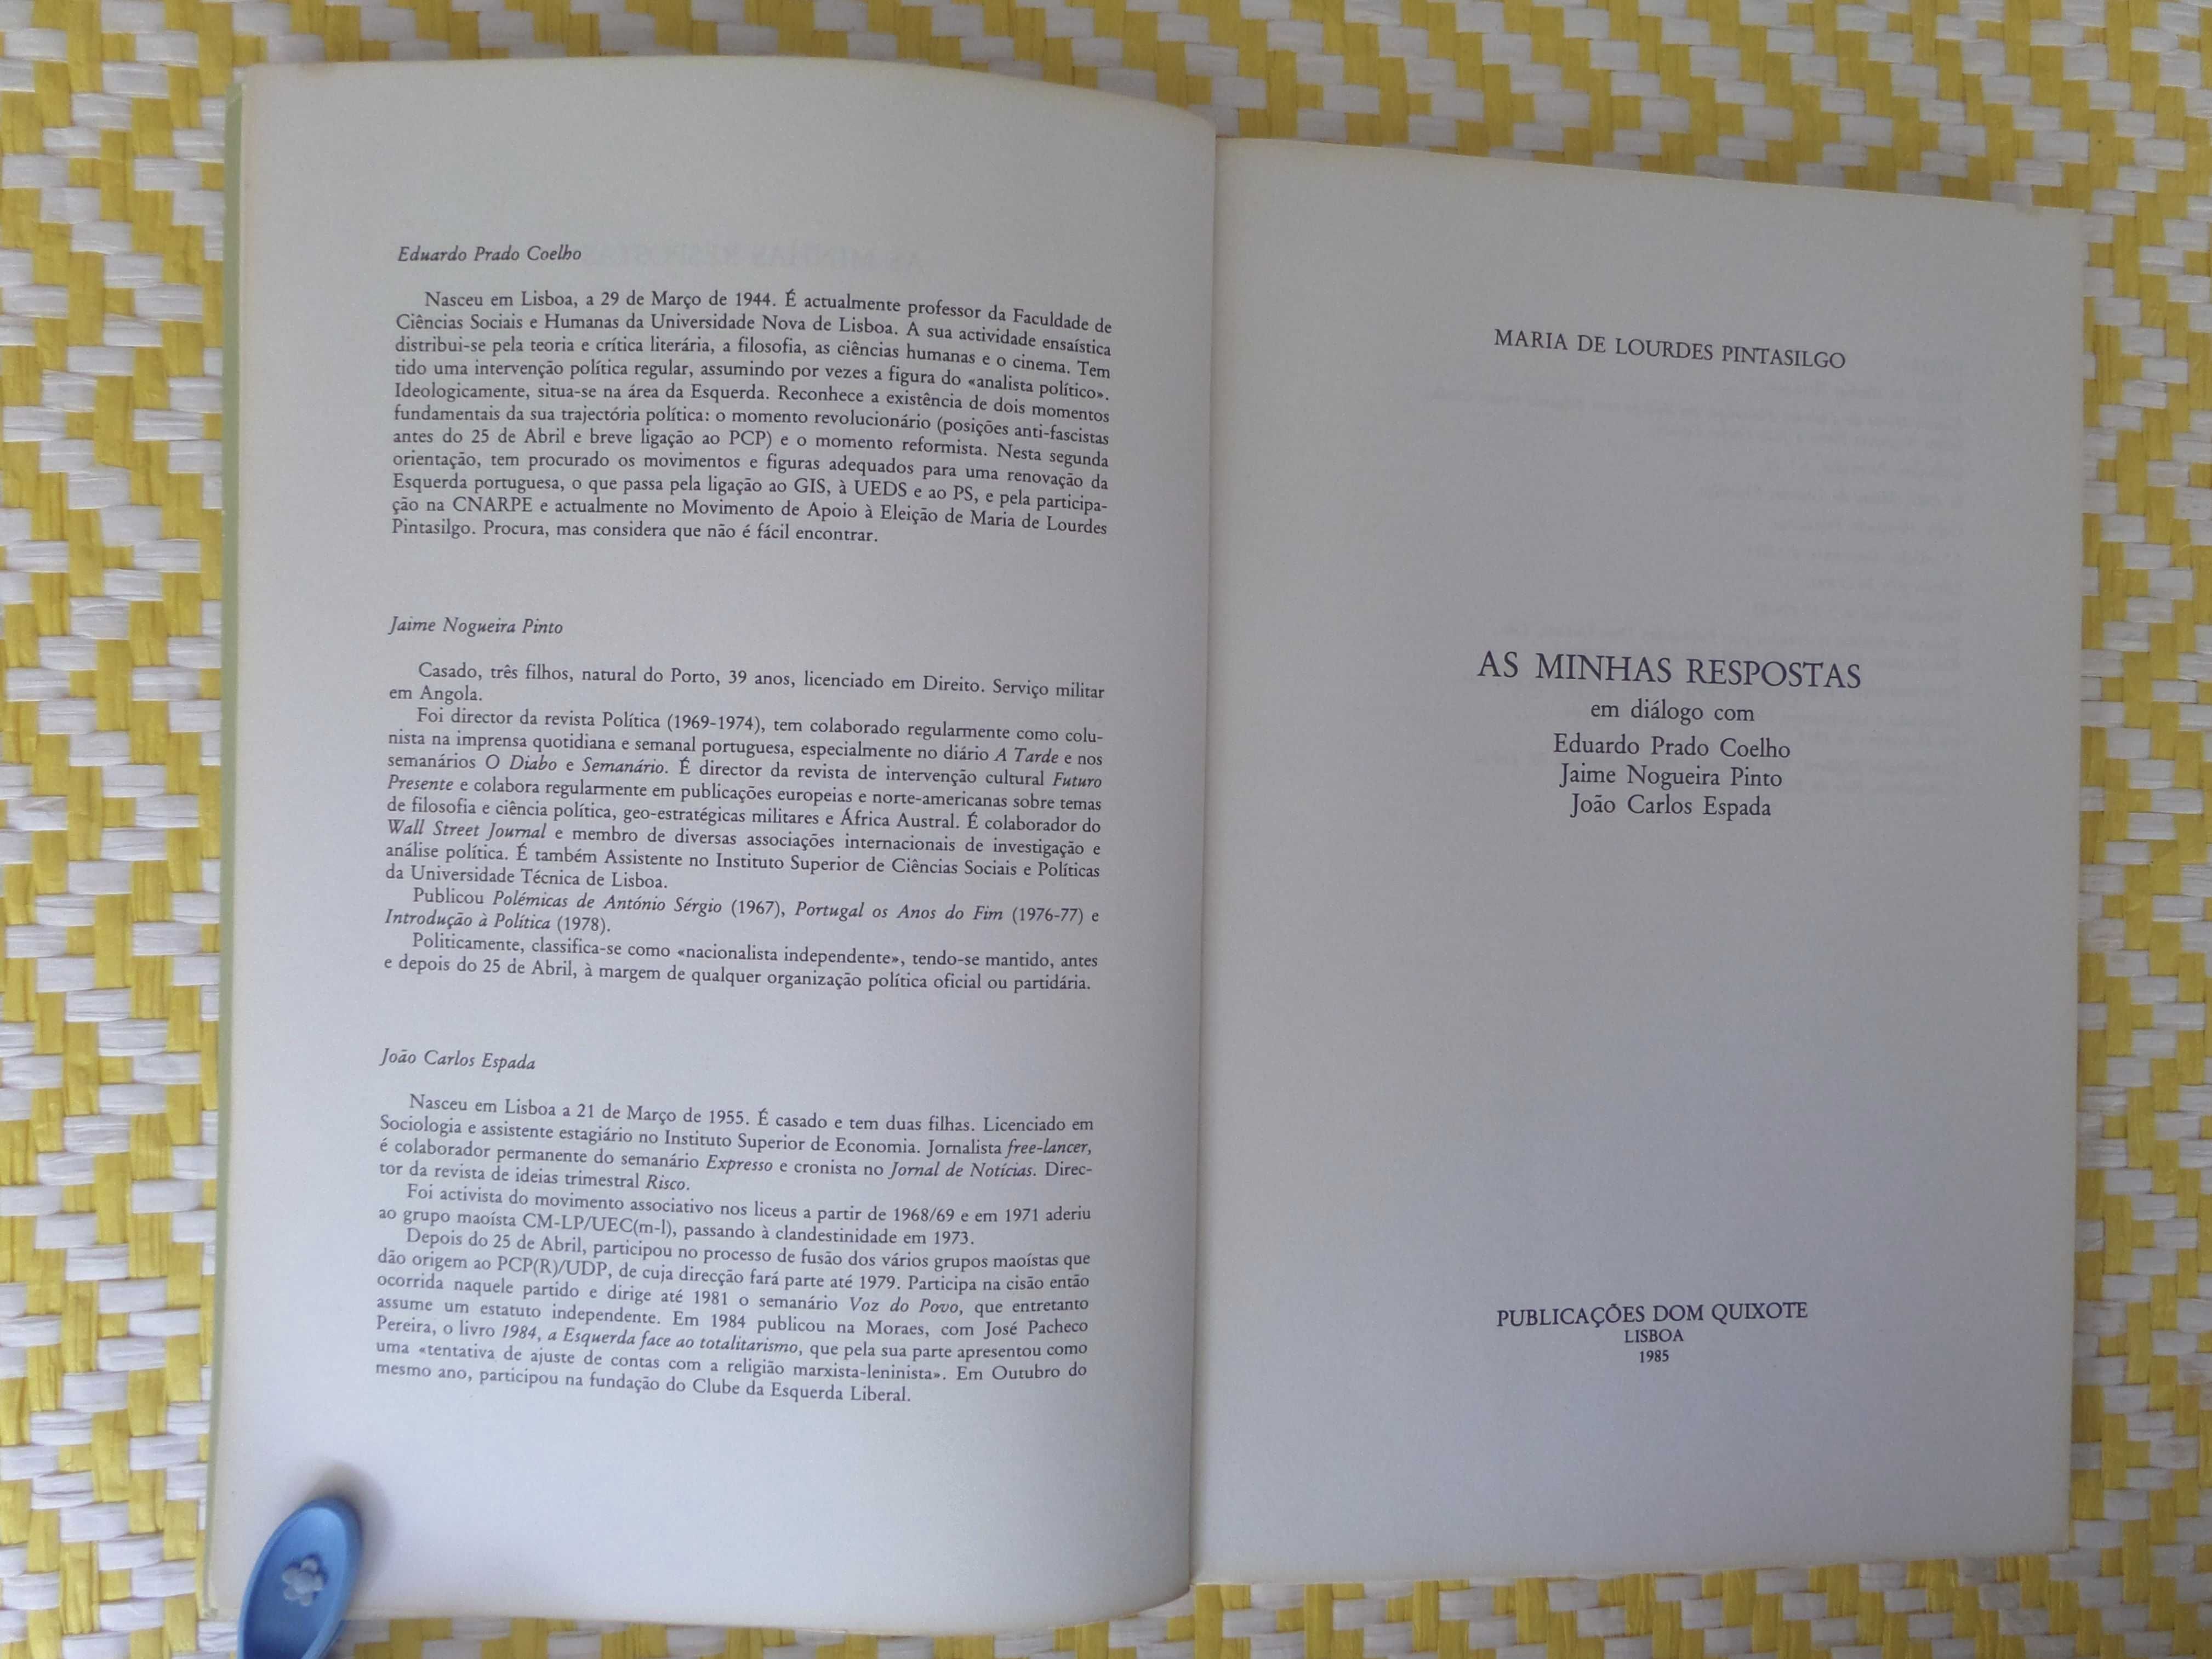 Eduardo Prado Coelho
Nasceu em Lisboa, a 29 de Março de 1944. É actualmente professor da Faculdade de
Ciências Sociais e Humanas da Universidade Nova de Lisboa. A sua actividade ensaística
distribui-se pela teoria e crítica literária, a filosofia, as ciências humanas e o cinema. Tem
tido uma intervenção política regular, assumindo por vezes a figura do «analista político».
Ideologicamente, situa-se na área da Esquerda. Reconhece a existência de dois momentos
fundamentais da sua trajectória política: o momento revolucionário (posições anti-fascistas
antes do 25 de Abril e breve ligação ao PCP) e o momento reformista. Nesta segunda
orientação, tem procurado os movimentos e figuras adequados para uma renovação da
Esquerda portuguesa, o que passa pela ligação ao GIS, à UEDS e ao PS, e pela participa-
ção na CNARPE e actualmente no Movimento de Apoio à Eleição de Maria de Lourdes
Pintasilgo. Procura, mas considera que não é fácil encontrar.
Jaime Nogueira Pinto
Casado, três filhos, natural do Porto, 39 anos, licenciado em Direito. Serviço militar
em Angola.
Foi director da revista Política (1969-1974), tem colaborado regularmente como colu-
nista na imprensa quotidiana e semanal portuguesa, especialmente no diário A Tarde e nos
semanários O Diabo e Semanário. É director da revista de intervenção cultural Futuro
Presente e colabora regularmente em publicações europeias e norte-americanas sobre temas
de filosofia e ciência política, geo-estratégicas militares e África Austral. É colaborador do
Wall Street Journal e membro de diversas associações internacionais de investigação e
análise política. É também Assistente no Instituto Superior de Ciências Sociais e Políticas
da Universidade Técnica de Lisboa.
Publicou Polémicas de António Sérgio (1967), Portugal os Anos do Fim (1976-77) e
Introdução à Política (1978).
Politicamente, classifica-se como «nacionalista independente», tendo-se mantido, antes
e depois do 25 de Abril, à margem de qualquer organização política oficial ou partidária.
João Carlos Espada
Nasceu em Lisboa a 21 de Março de 1955. É casado e tem duas filhas. Licenciado em
Sociologia e assistente estagiário no Instituto Superior de Economia. Jornalista free-lancer,
é colaborador permanente do semanário Expresso e cronista no Jornal de Notícias. Direc-
tor da revista de ideias trimestral Risco.
Foi activista do movimento associativo nos liceus a partir de 1968/69 e em 1971 aderiu
ao grupo maoísta CM-LP/UEC(m-l), passando à clandestinidade em 1973.
Depois do 25 de Abril, participou no processo de fusão dos vários grupos maoístas que
dão origem ao PCP(R)/UDP, de cuja direcção fará parte até 1979. Participa na cisão então
ocorrida naquele partido e dirige até 1981 o semanário Voz do Povo, que entretanto
assume um estatuto independente. Em 1984 publicou na Moraes, com José Pacheco
Pereira, o livro 1984, a Esquerda face ao totalitarismo, que pela sua parte apresentou como
uma «tentativa de ajuste de contas com a religião marxista-leninista». Em Outubro do
mesmo ano, participou na fundação do Clube da Esquerda Liberal.
MARIA DE LOURDES PINTASILGO
AS MINHAS RESPOSTAS
em diálogo com
Eduardo Prado Coelho
Jaime Nogueira Pinto
João Carlos Espada
PUBLICAÇÕES DOM QUIXOTE
LISBOA
1985